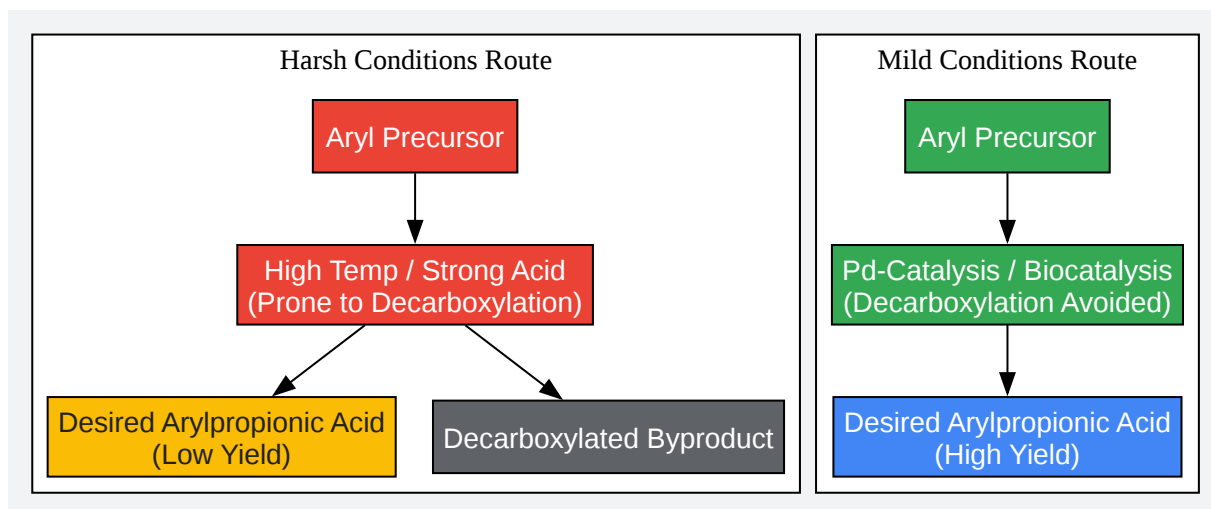 Harsh Conditions Route
Aryl Precursor
High Temp / Strong Acid
(Prone to Decarboxylation)
Desired Arylpropionic Acid
(Low Yield)
Decarboxylated Byproduct
Mild Conditions Route
Aryl Precursor
Pd-Catalysis / Biocatalysis
(Decarboxylation Avoided)
Desired Arylpropionic Acid
(High Yield)